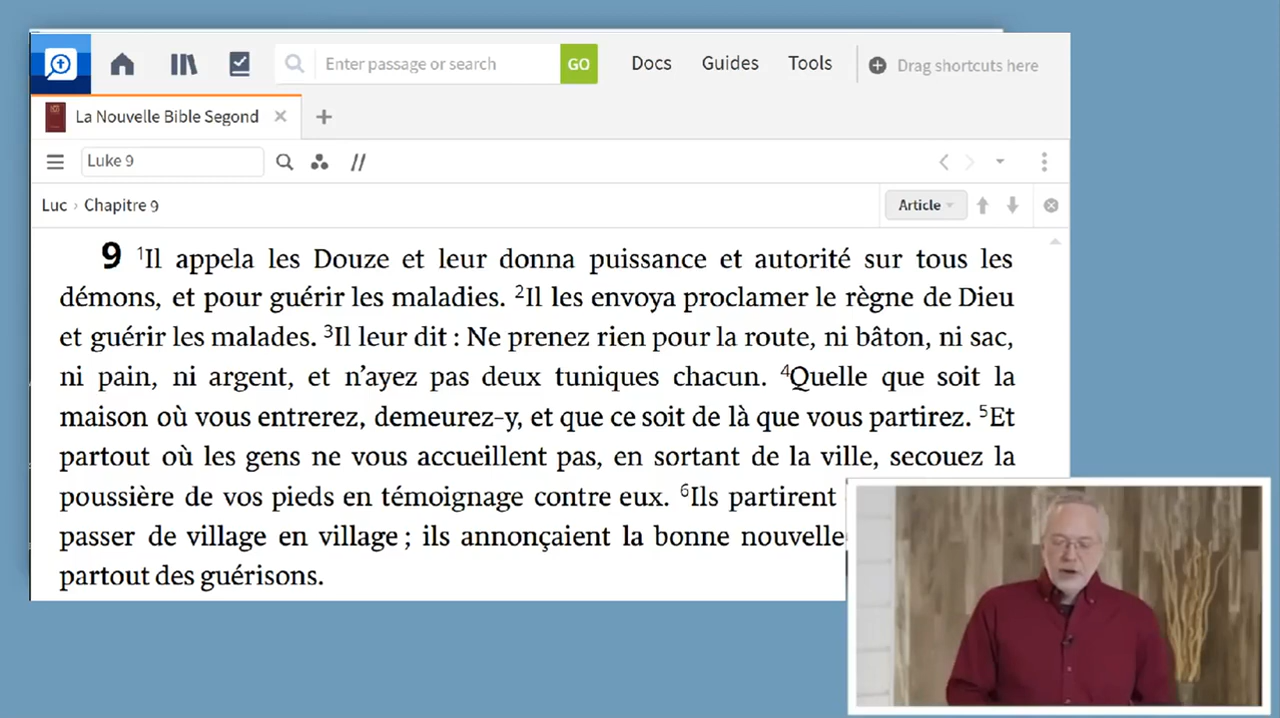 Enter passage or search
GO
Docs
Guides
Tools
Drag shortcuts here
La Nouvelle Bible Segond
Luke 9
Luc › Chapitre 9
Article
9 ¹Il appela les Douze et leur donna puissance et autorité sur tous les
démons, et pour guérir les maladies. ²Il les envoya proclamer le règne de Dieu
et guérir les malades. ³Il leur dit : Ne prenez rien pour la route, ni bâton, ni sac,
ni pain, ni argent, et n’ayez pas deux tuniques chacun. ⁴Quelle que soit la
maison où vous entrerez, demeurez-y, et que ce soit de là que vous partirez. ⁵Et
partout où les gens ne vous accueillent pas, en sortant de la ville, secouez la
poussière de vos pieds en témoignage contre eux. ⁶Ils partirent
passer de village en village ; ils annonçaient la bonne nouvelle
partout des guérisons.